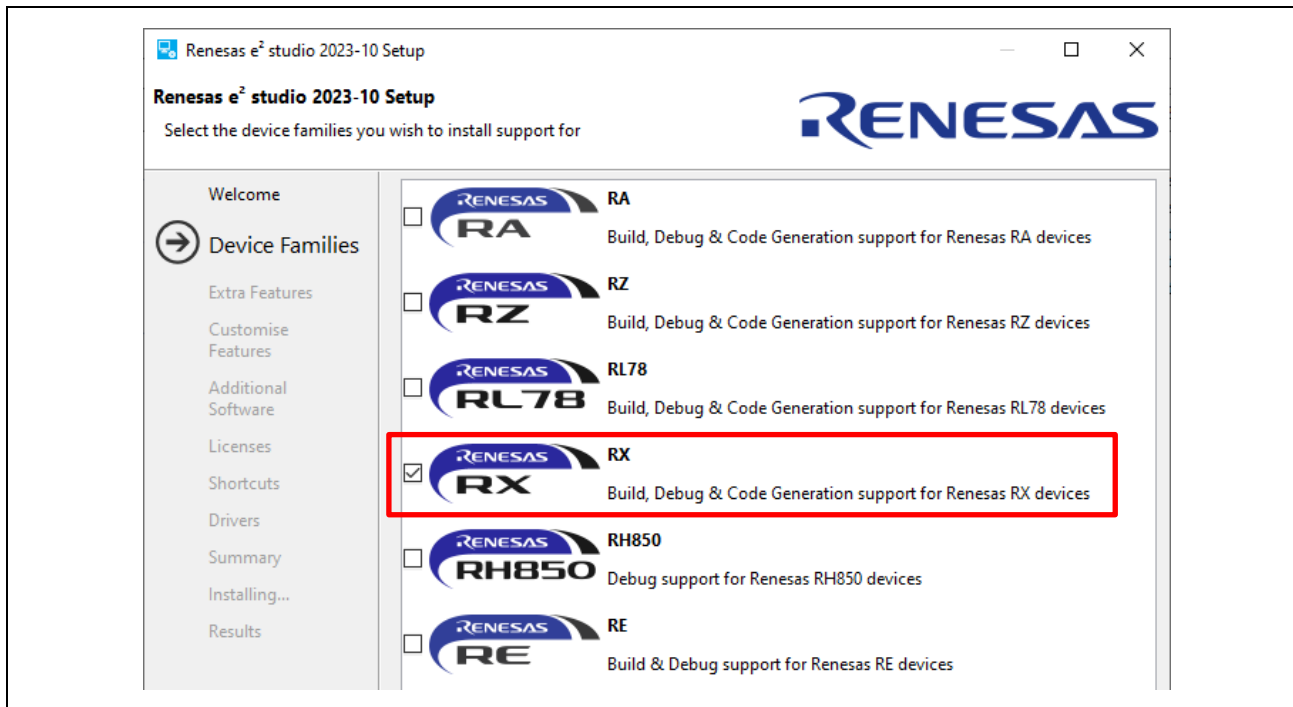 Renesas e² studio 2023-10 Setup
Renesas e² studio 2023-10 Setup
Select the device families you wish to install support for
RENESAS
Welcome
Device Families
Extra Features
Customise
Features
Additional
Software
Licenses
Shortcuts
Drivers
Summary
Installing...
Results
RENESAS
RA
RA
Build, Debug & Code Generation support for Renesas RA devices
RENESAS
RZ
RZ
Build, Debug & Code Generation support for Renesas RZ devices
RENESAS
RL78
RL78
Build, Debug & Code Generation support for Renesas RL78 devices
RENESAS
RX
RX
Build, Debug & Code Generation support for Renesas RX devices
RENESAS
RH850
RH850
Debug support for Renesas RH850 devices
RENESAS
RE
RE
Build & Debug support for Renesas RE devices